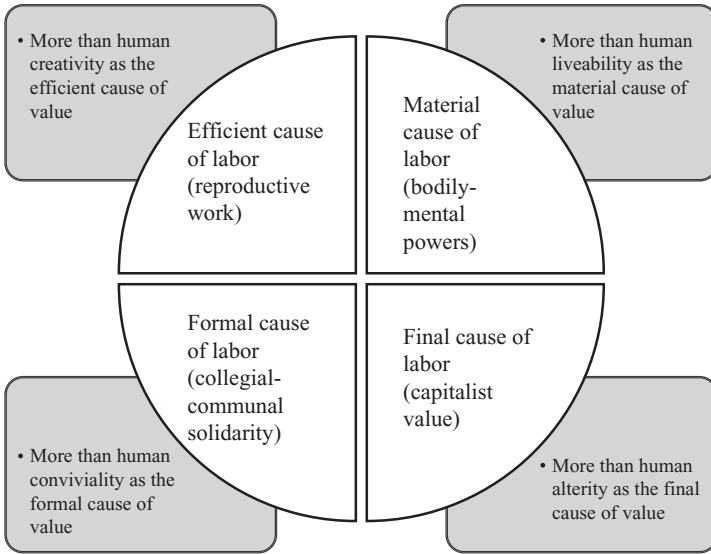 • More than human
creativity as the
efficient cause of
value
• More than human
liveability as the
material cause of
value
Efficient cause
of labor
(reproductive
work)
Material
cause of
labor
(bodily-
mental
powers)
Formal cause
of labor
(collegial-
communal
solidarity)
Final cause of
labor
(capitalist
value)
• More than human
conviviality as the
formal cause of
value
• More than human
alterity as the final
cause of value